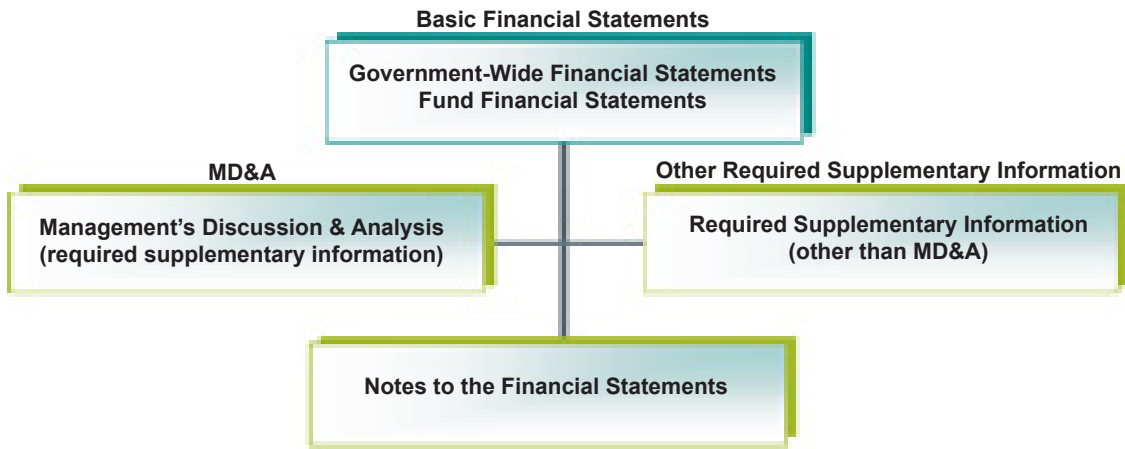 Basic Financial Statements
Government-Wide Financial Statements
Fund Financial Statements
MD&A
Management’s Discussion & Analysis
(required supplementary information)
Other Required Supplementary Information
Required Supplementary Information
(other than MD&A)
Notes to the Financial Statements